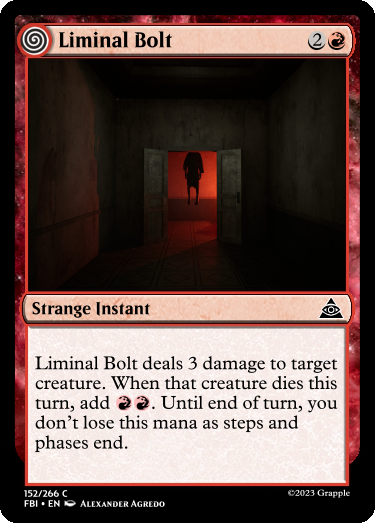 Liminal Bolt 2
Strange Instant
Liminal Bolt deals 3 damage to target
creature. When that creature dies this
turn, add . Until end of turn, you
don't lose this mana as steps and
phases end.
152/266 C
FBI • EN ALEXANDER AGREDO
©2023 Grapple